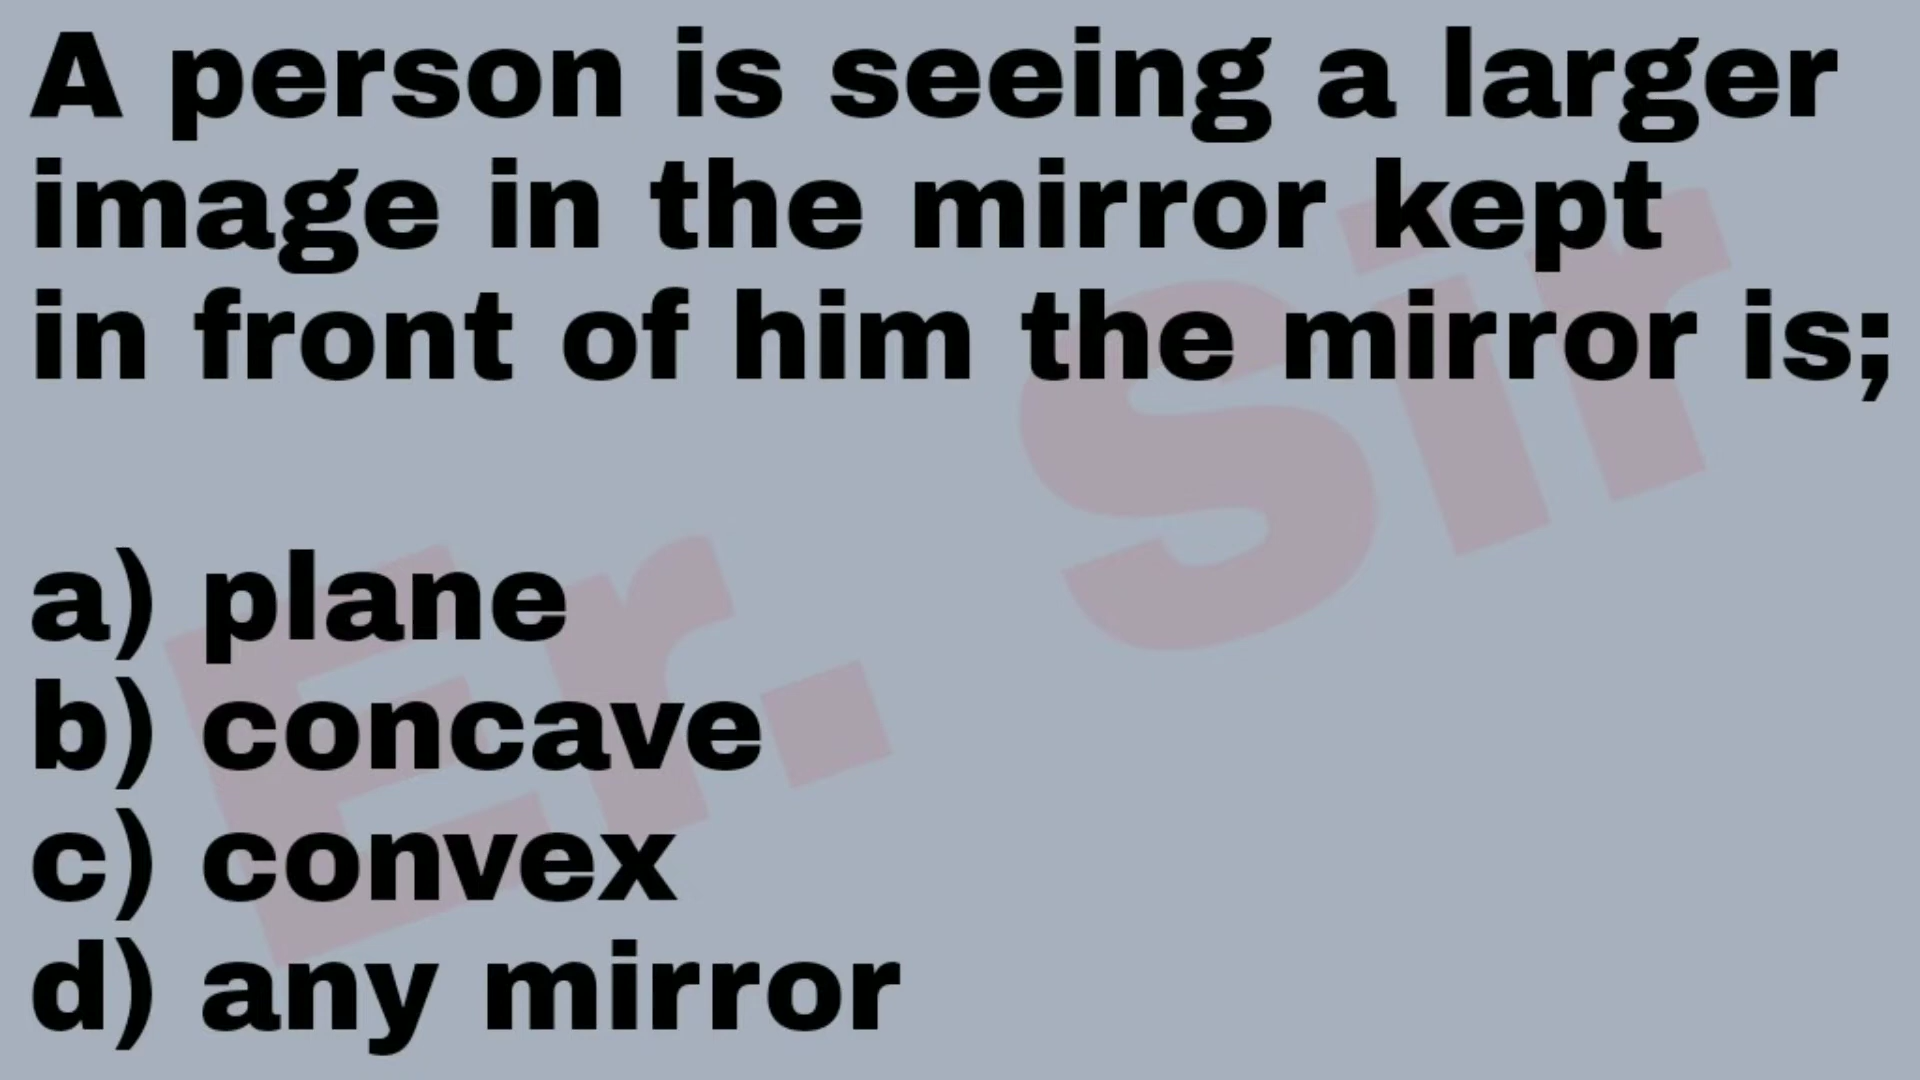 A person is seeing a larger
image in the mirror kept
in front of him the mirror is;
a) plane
b) concave
c) convex
d) any mirror
Er. Sir